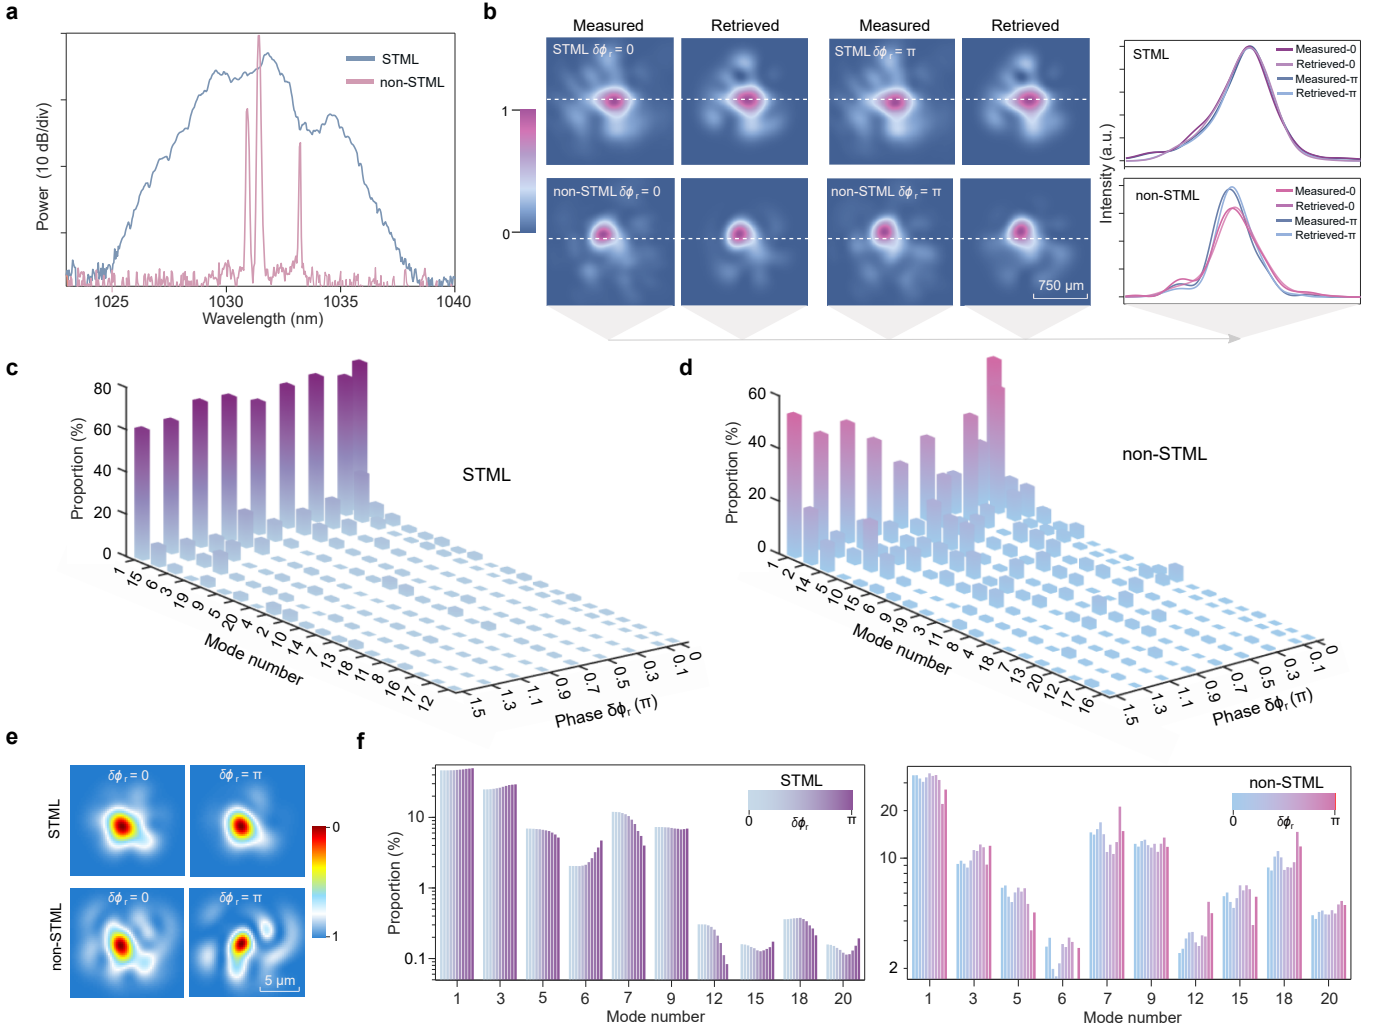 a
STML
non-STML
Power (10 dB/div)
1025
1030
1035
1040
Wavelength (nm)
b
Measured
Retrieved
Measured
Retrieved
STML δϕr = 0
STML δϕr = π
non-STML δϕr = 0
non-STML δϕr = π
1
0
750 μm
Intensity (a.u.)
STML
Measured-0
Retrieved-0
Measured-π
Retrieved-π
non-STML
Measured-0
Retrieved-0
Measured-π
Retrieved-π
c
Proportion (%)
80
60
40
20
0
STML
1
15
6
3
19
9
5
20
4
2
10
14
7
13
18
11
8
16
17
12
Mode number
1.5
1.3
1.1
0.9
0.7
0.5
0.3
0.1
0
Phase δϕr (π)
d
Proportion (%)
60
40
20
0
non-STML
1
2
14
5
10
15
6
9
19
3
11
8
4
18
7
13
20
12
17
16
Mode number
1.5
1.3
1.1
0.9
0.7
0.5
0.3
0.1
0
Phase δϕr (π)
e
STML
δϕr = 0
δϕr = π
non-STML
δϕr = 0
δϕr = π
5 μm
0
1
f
Proportion (%)
10
1
0.1
STML
0
δϕr
π
1
3
5
6
7
9
12
15
18
20
Mode number
20
10
2
non-STML
0
δϕr
π
1
3
5
6
7
9
12
15
18
20
Mode number